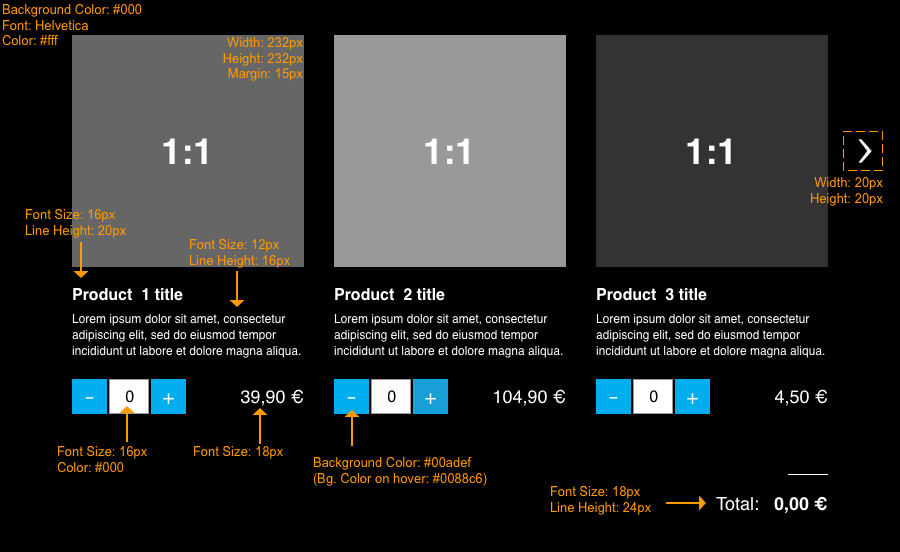 Background Color: #000
Font: Helvetica
Color: #fff
Width: 232px
Height: 232px
Margin: 15px
1:1
1:1
1:1
Width: 20px
Height: 20px
Font Size: 16px
Line Height: 20px
Font Size: 12px
Line Height: 16px
Product 1 title
Lorem ipsum dolor sit amet, consectetur
adipiscing elit, sed do eiusmod tempor
incididunt ut labore et dolore magna aliqua.
Product 2 title
Lorem ipsum dolor sit amet, consectetur
adipiscing elit, sed do eiusmod tempor
incididunt ut labore et dolore magna aliqua.
Product 3 title
Lorem ipsum dolor sit amet, consectetur
adipiscing elit, sed do eiusmod tempor
incididunt ut labore et dolore magna aliqua.
- 0 + 39,90 €
- 0 + 104,90 €
- 0 + 4,50 €
Font Size: 16px
Color: #000
Font Size: 18px
Background Color: #00adef
(Bg. Color on hover: #0088c6)
Font Size: 18px
Line Height: 24px
Total: 0,00 €